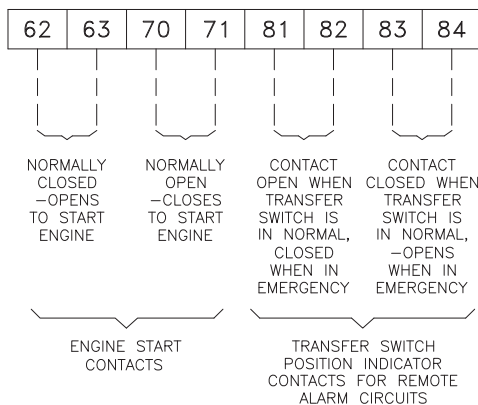 62 63 70 71 81 82 83 84
NORMALLY
CLOSED
–OPENS
TO START
ENGINE
NORMALLY
OPEN
–CLOSES
TO START
ENGINE
CONTACT
OPEN WHEN
TRANSFER
SWITCH IS
IN NORMAL,
CLOSED
WHEN IN
EMERGENCY
CONTACT
CLOSED WHEN
TRANSFER
SWITCH IS
IN NORMAL,
–OPENS
WHEN IN
EMERGENCY
ENGINE START
CONTACTS
TRANSFER SWITCH
POSITION INDICATOR
CONTACTS FOR REMOTE
ALARM CIRCUITS